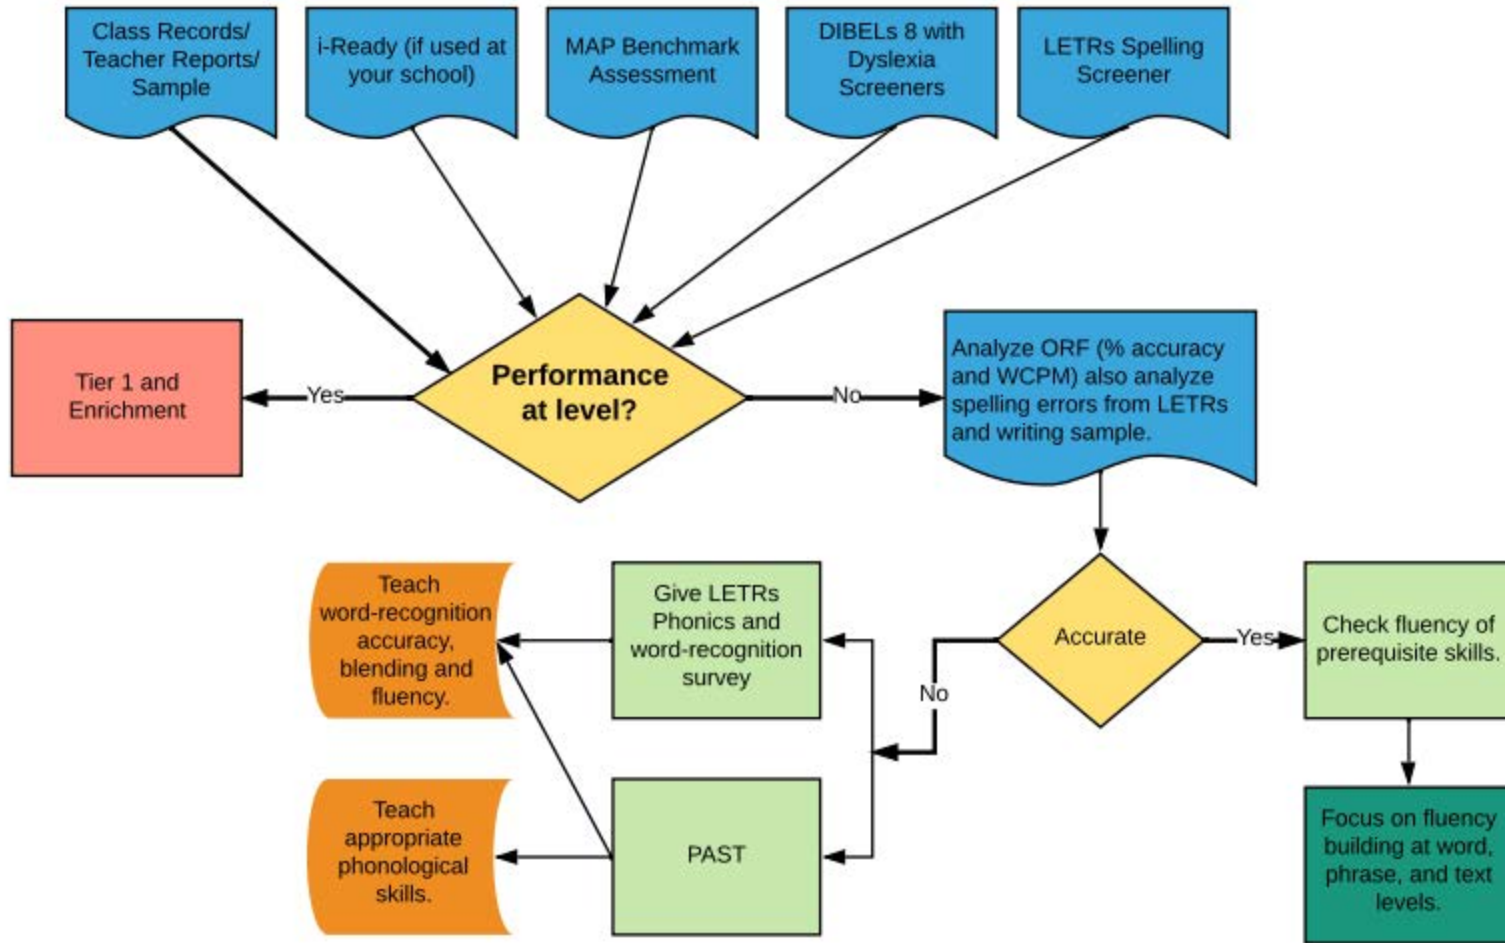 Class Records/
Teacher Reports/
Sample
i-Ready (if used at
your school)
MAP Benchmark
Assessment
DIBELs 8 with
Dyslexia
Screeners
LETRs Spelling
Screener
Performance
at level?
Yes
No
Tier 1 and
Enrichment
Analyze ORF (% accuracy
and WCPM) also analyze
spelling errors from LETRs
and writing sample.
Accurate
Yes
No
Check fluency of
prerequisite skills.
Focus on fluency
building at word,
phrase, and text
levels.
Give LETRs
Phonics and
word-recognition
survey
Teach
word-recognition
accuracy,
blending and
fluency.
PAST
Teach
appropriate
phonological
skills.